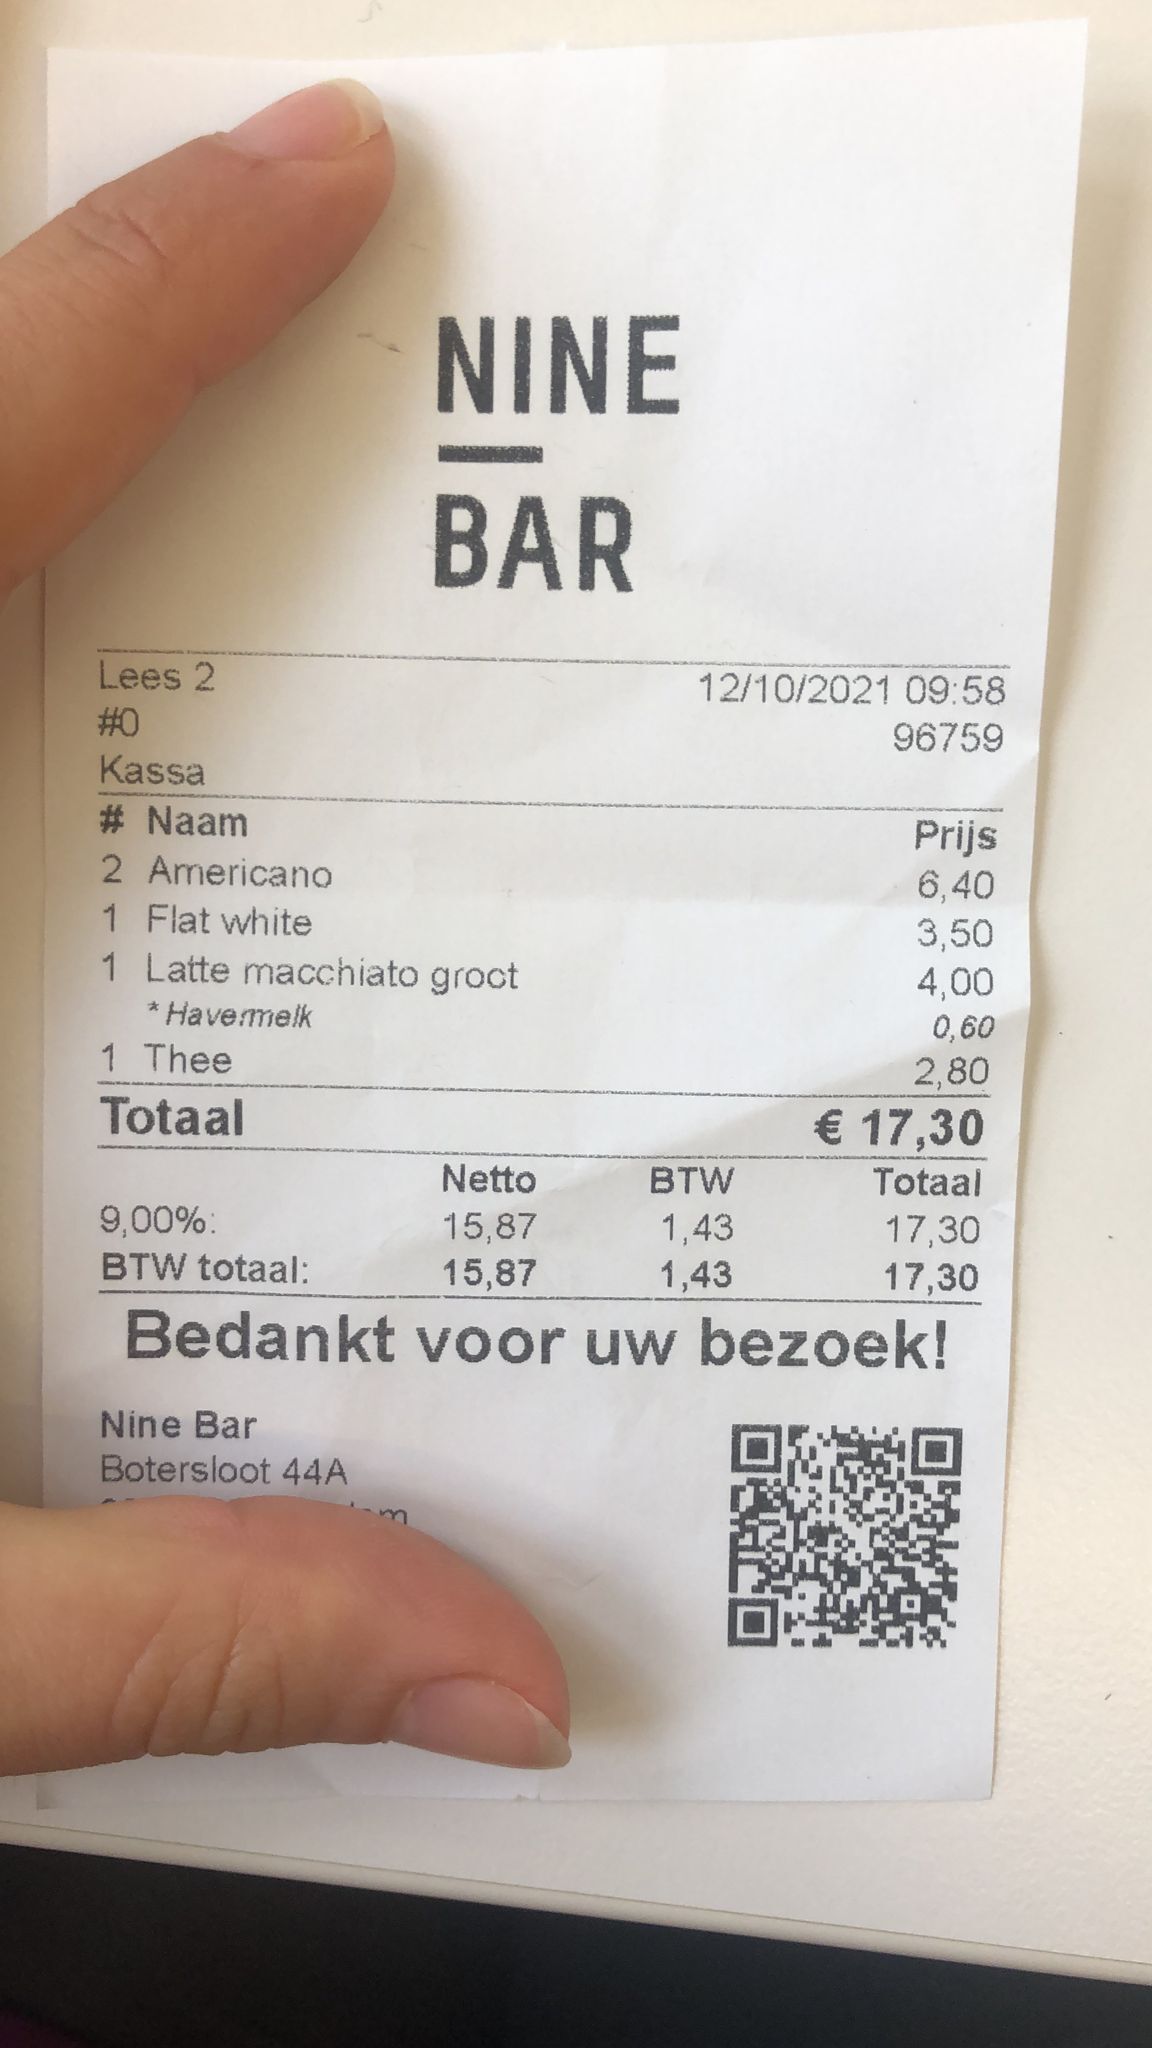 NINE
BAR
Lees 2 12/10/2021 09:58
#0 96759
Kassa
# Naam Prijs
2 Americano 6,40
1 Flat white 3,50
1 Latte macchiato groot 4,00
* Havermelk 0,60
1 Thee 2,80
Totaal € 17,30
Netto BTW Totaal
9,00%: 15,87 1,43 17,30
BTW totaal: 15,87 1,43 17,30
Bedankt voor uw bezoek!
Nine Bar
Botersloot 44A